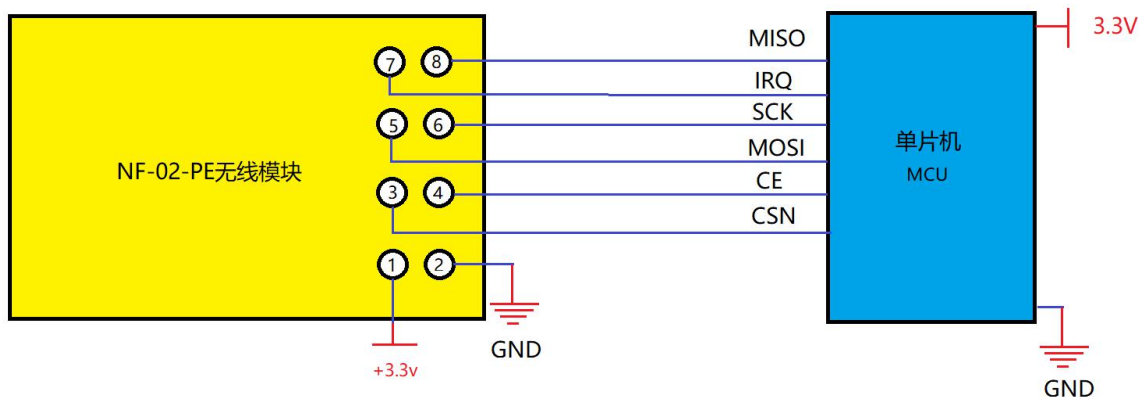 MISO
3.3V
7
8
IRQ
SCK
5
6
单片机
MOSI
NF-02-PE无线模块
MCU
CE
3
4
CSN
1
2
GND
+3.3v
GND